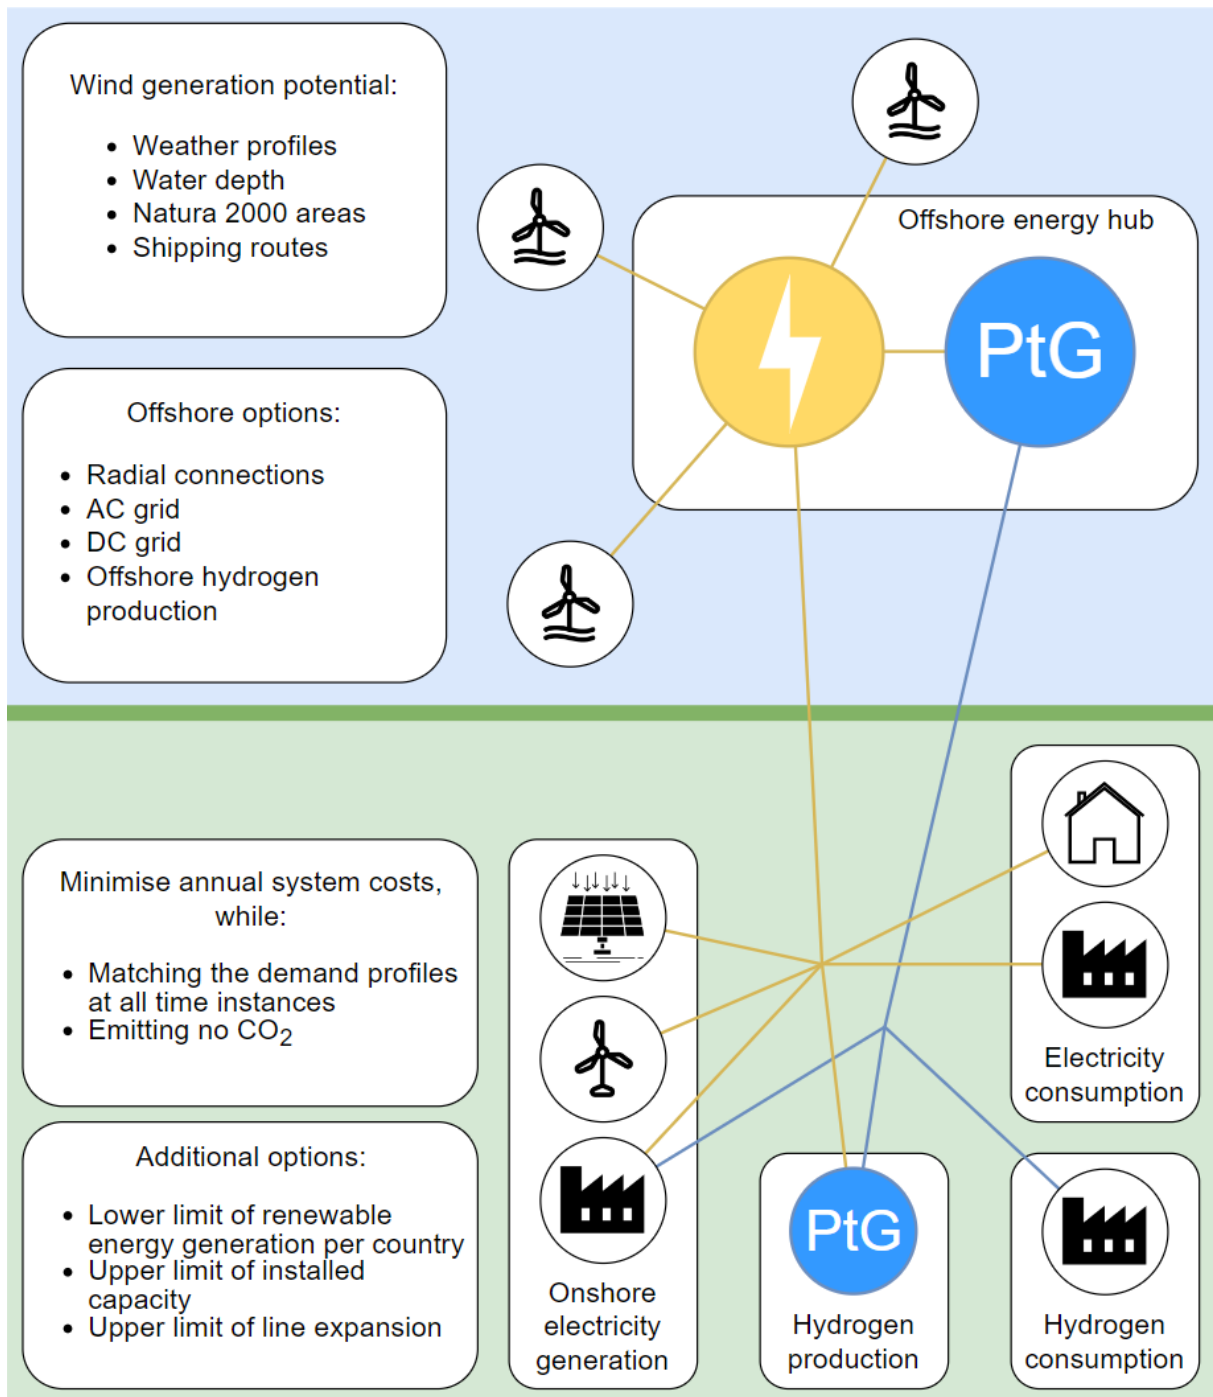 Wind generation potential:
• Weather profiles
• Water depth
• Natura 2000 areas
• Shipping routes
Offshore energy hub
PtG
Offshore options:
• Radial connections
• AC grid
• DC grid
• Offshore hydrogen
production
Minimise annual system costs,
while:
• Matching the demand profiles
at all time instances
• Emitting no CO2
Additional options:
• Lower limit of renewable
energy generation per country
• Upper limit of installed
capacity
• Upper limit of line expansion
Onshore
electricity
generation
PtG
Hydrogen
production
Electricity
consumption
Hydrogen
consumption